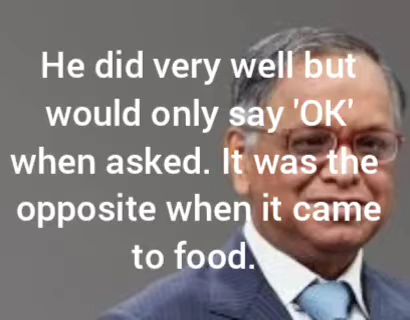 He did very well but
would only say 'OK'
when asked. It was the
opposite when it came
to food.